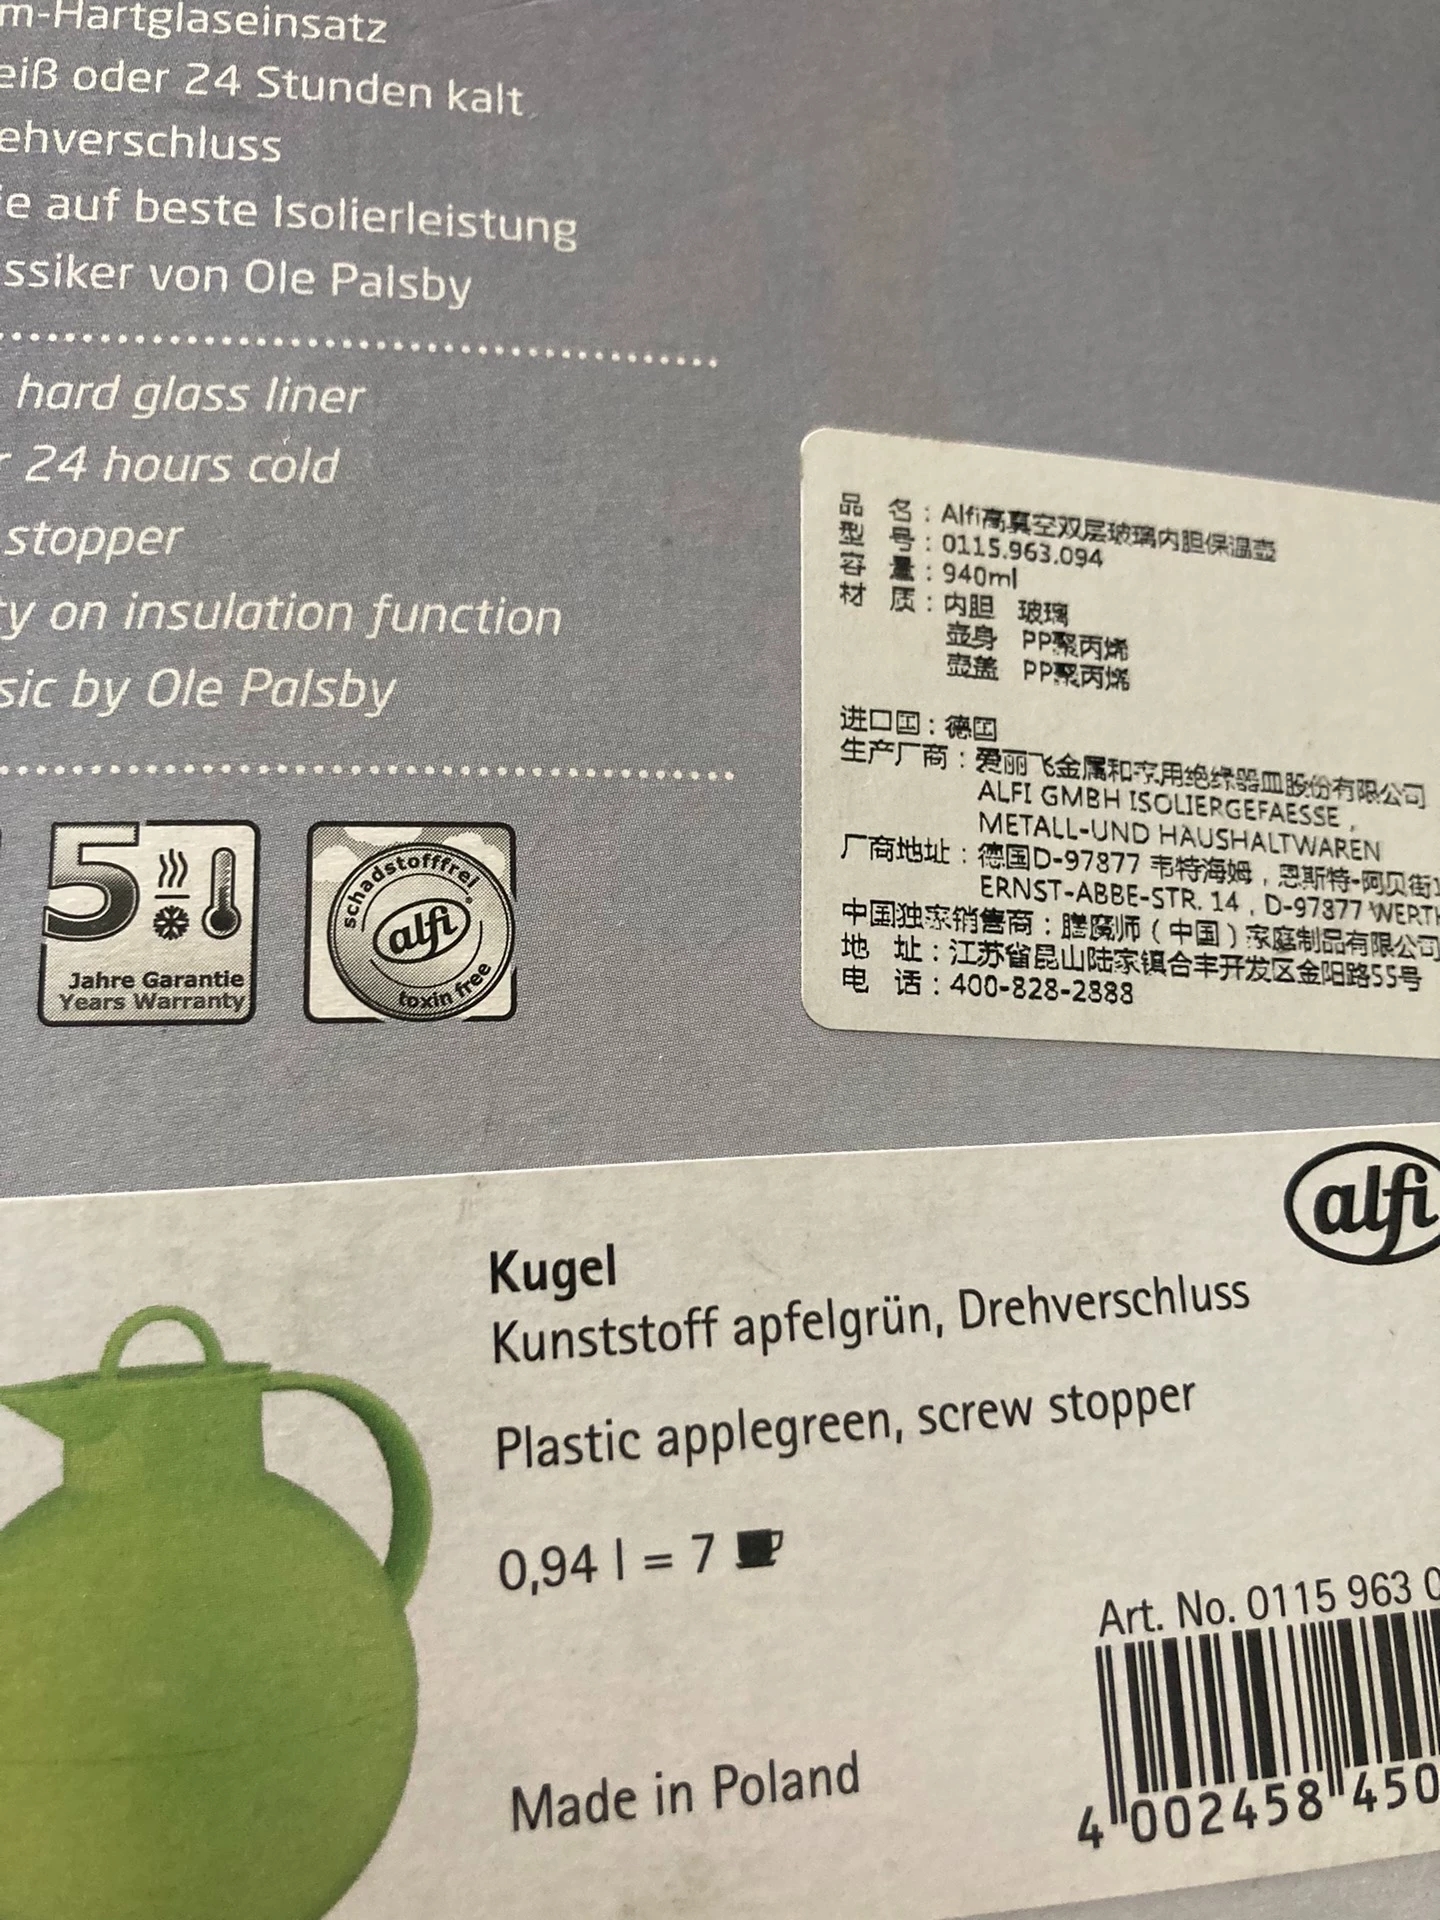 m-Hartglaseinsatz
eiß oder 24 Stunden kalt
ehverschluss
ie auf beste Isolierleistung
ssiker von Ole Palsby
hard glass liner
r 24 hours cold
stopper
ty on insulation function
sic by Ole Palsby
5
Jahre Garantie
Years Warranty
schadstofffrei
alfi
toxin free
品 名：Alfi高真空双层玻璃内胆保温壶
型 号：0115.963.094
容 量：940ml
材 质：内胆 玻璃
壶身 PP聚丙烯
壶盖 PP聚丙烯
进口国：德国
生产厂商：爱丽飞金属和家用绝缘器皿股份有限公司
ALFI GMBH ISOLIERGEFAESSE,
METALL-UND HAUSHALTWAREN
厂商地址：德国D-97877 韦特海姆，恩斯特-阿贝街1
ERNST-ABBE-STR. 14，D-97877 WERTH
中国独家销售商：膳魔师（中国）家庭制品有限公司
地 址：江苏省昆山陆家镇合丰开发区金阳路55号
电 话：400-828-2888
alfi
Kugel
Kunststoff apfelgrün, Drehverschluss
Plastic applegreen, screw stopper
0,94 l = 7
Art. No. 0115 963 0
Made in Poland
4 002458 450